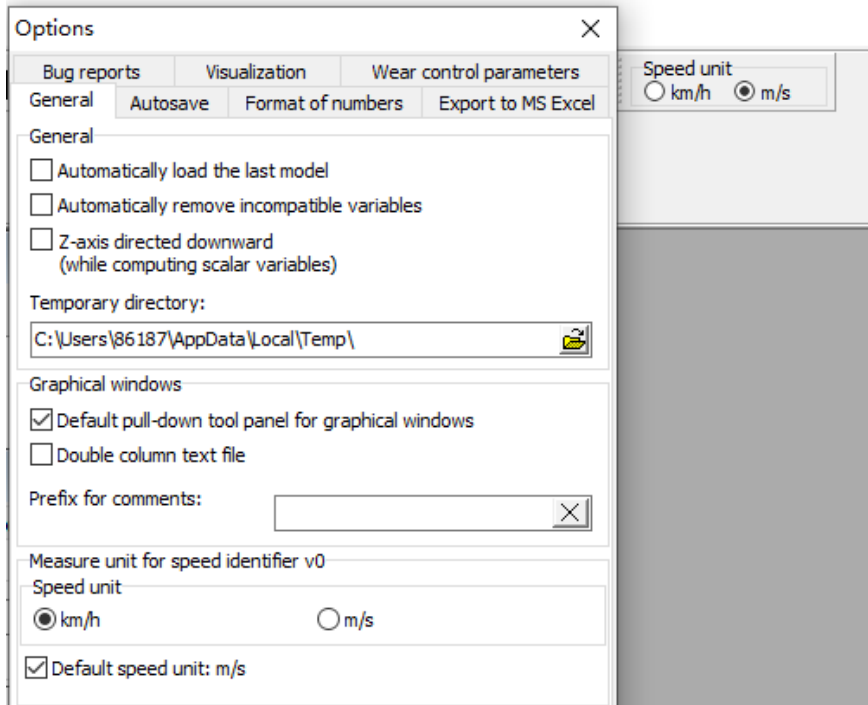 Options
Bug reports
Visualization
Wear control parameters
General
Autosave
Format of numbers
Export to MS Excel
General
Automatically load the last model
Automatically remove incompatible variables
Z-axis directed downward
(while computing scalar variables)
Temporary directory:
C:\Users\86187\AppData\Local\Temp\
Graphical windows
Default pull-down tool panel for graphical windows
Double column text file
Prefix for comments:
Measure unit for speed identifier v0
Speed unit
km/h
m/s
Default speed unit: m/s
Speed unit
km/h
m/s